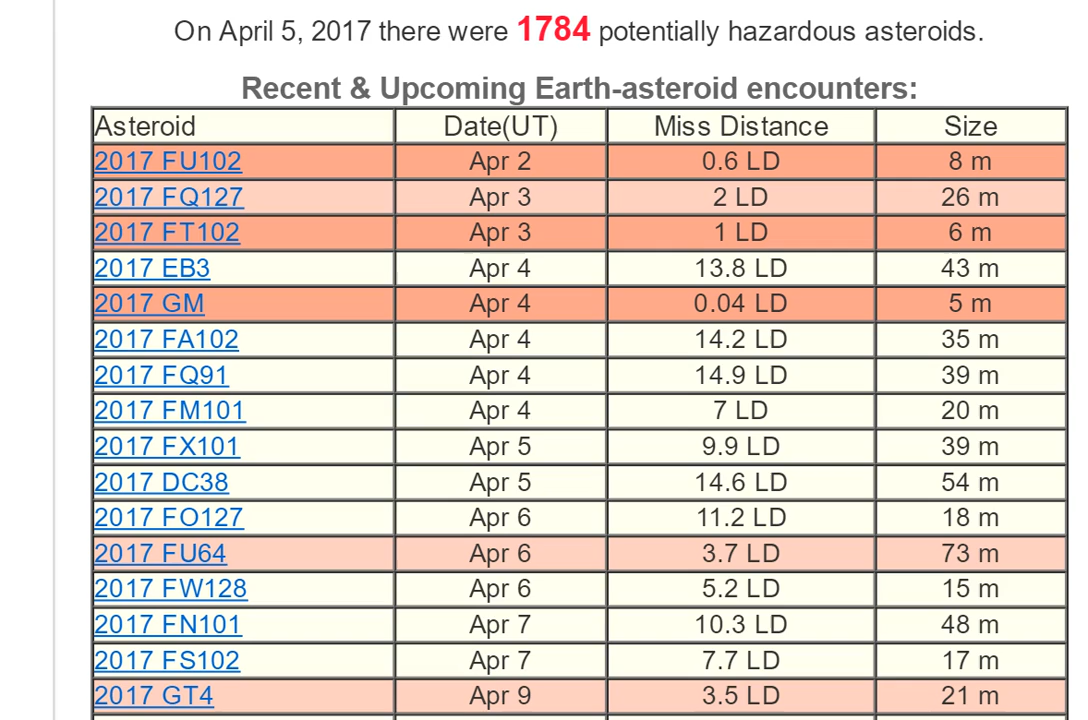 On April 5, 2017 there were 1784 potentially hazardous asteroids.
Recent & Upcoming Earth-asteroid encounters:
Asteroid Date(UT) Miss Distance Size
2017 FU102 Apr 2 0.6 LD 8 m
2017 FQ127 Apr 3 2 LD 26 m
2017 FT102 Apr 3 1 LD 6 m
2017 EB3 Apr 4 13.8 LD 43 m
2017 GM Apr 4 0.04 LD 5 m
2017 FA102 Apr 4 14.2 LD 35 m
2017 FQ91 Apr 4 14.9 LD 39 m
2017 FM101 Apr 4 7 LD 20 m
2017 FX101 Apr 5 9.9 LD 39 m
2017 DC38 Apr 5 14.6 LD 54 m
2017 FO127 Apr 6 11.2 LD 18 m
2017 FU64 Apr 6 3.7 LD 73 m
2017 FW128 Apr 6 5.2 LD 15 m
2017 FN101 Apr 7 10.3 LD 48 m
2017 FS102 Apr 7 7.7 LD 17 m
2017 GT4 Apr 9 3.5 LD 21 m